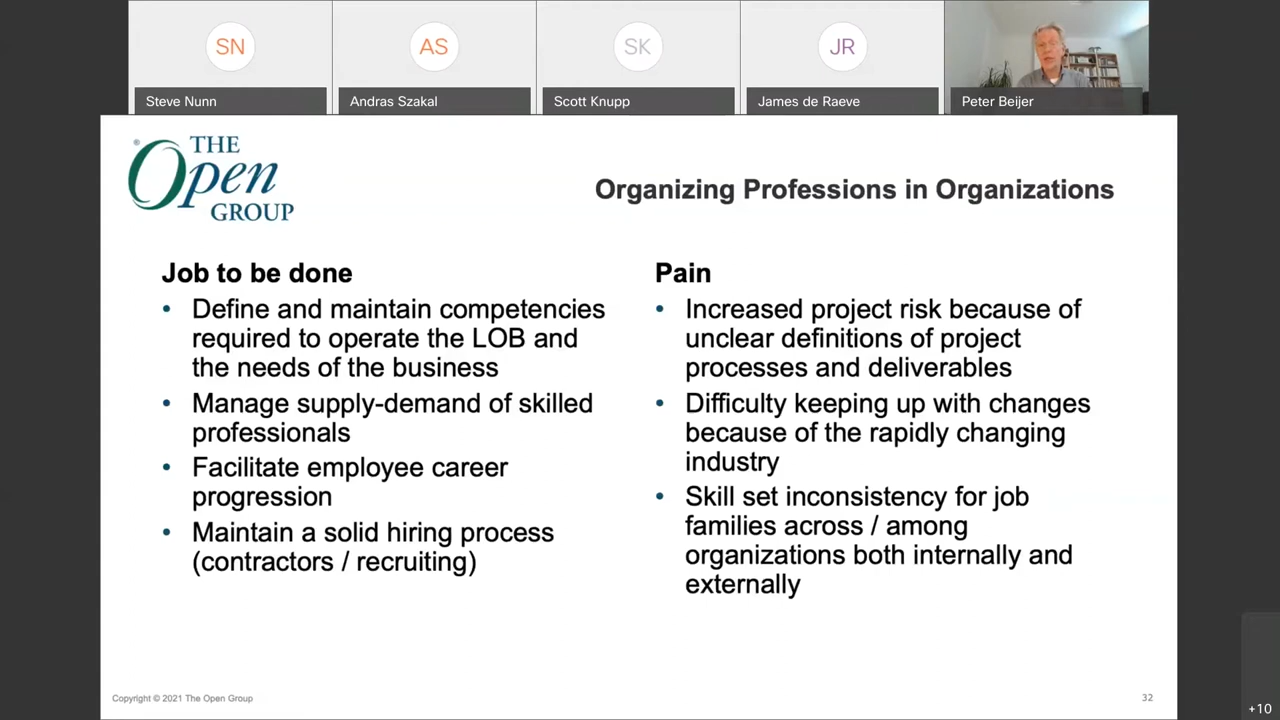 SN
AS
SK
JR
Steve Nunn
Andras Szakal
Scott Knupp
James de Raeve
Peter Beijer
®
THE
Open
GROUP
Organizing Professions in Organizations
Job to be done
• Define and maintain competencies
required to operate the LOB and
the needs of the business
• Manage supply-demand of skilled
professionals
• Facilitate employee career
progression
• Maintain a solid hiring process
(contractors / recruiting)
Pain
• Increased project risk because of
unclear definitions of project
processes and deliverables
• Difficulty keeping up with changes
because of the rapidly changing
industry
• Skill set inconsistency for job
families across / among
organizations both internally and
externally
Copyright © 2021 The Open Group
32
+10